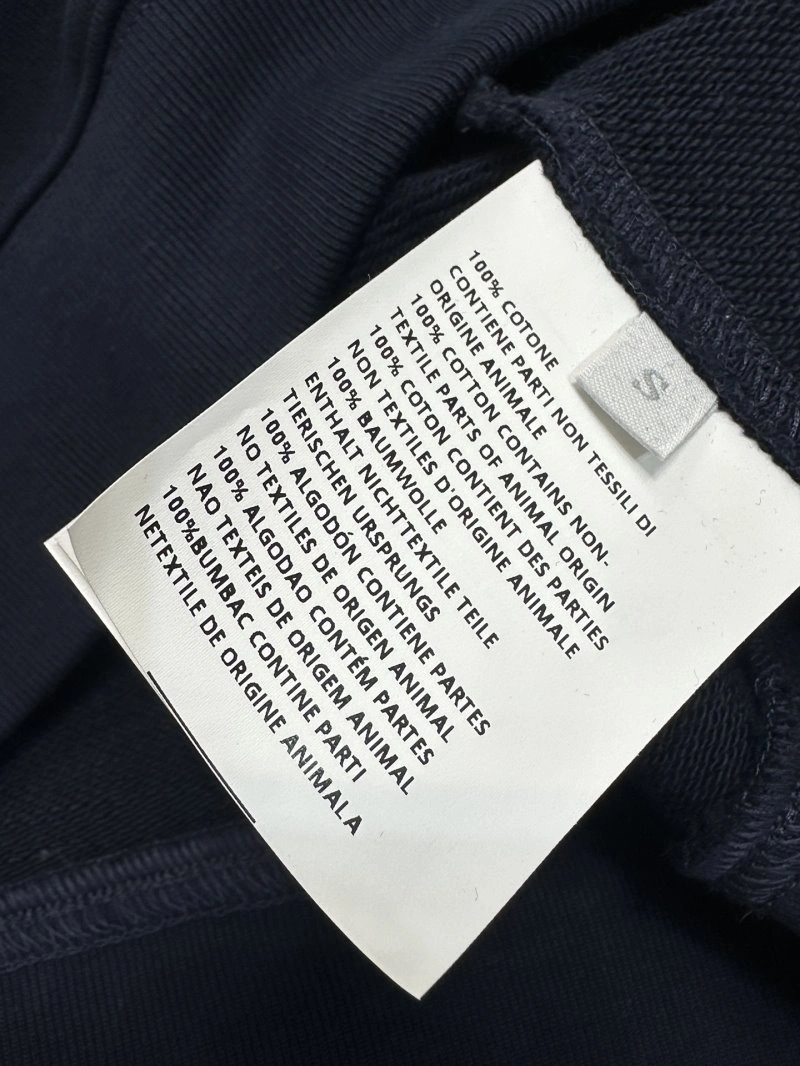 100% COTONE
CONTIENE PARTI NON TESSILI DI
ORIGINE ANIMALE
100% COTTON CONTAINS NON-
TEXTILE PARTS OF ANIMAL ORIGIN
100% COTON CONTIENT DES PARTIES
NON TEXTILES D'ORIGINE ANIMALE
100% BAUMWOLLE
ENTHALT NICHTTEXTILE TEILE
TIERISCHEN URSPRUNGS
100% ALGODÓN CONTIENE PARTES
NO TEXTILES DE ORIGEN ANIMAL
100% ALGODAO CONTÉM PARTES
NAO TEXTEIS DE ORIGEM ANIMAL
100%BUMBAC CONTINE PARTI
NETEXTILE DE ORIGINE ANIMALA
S